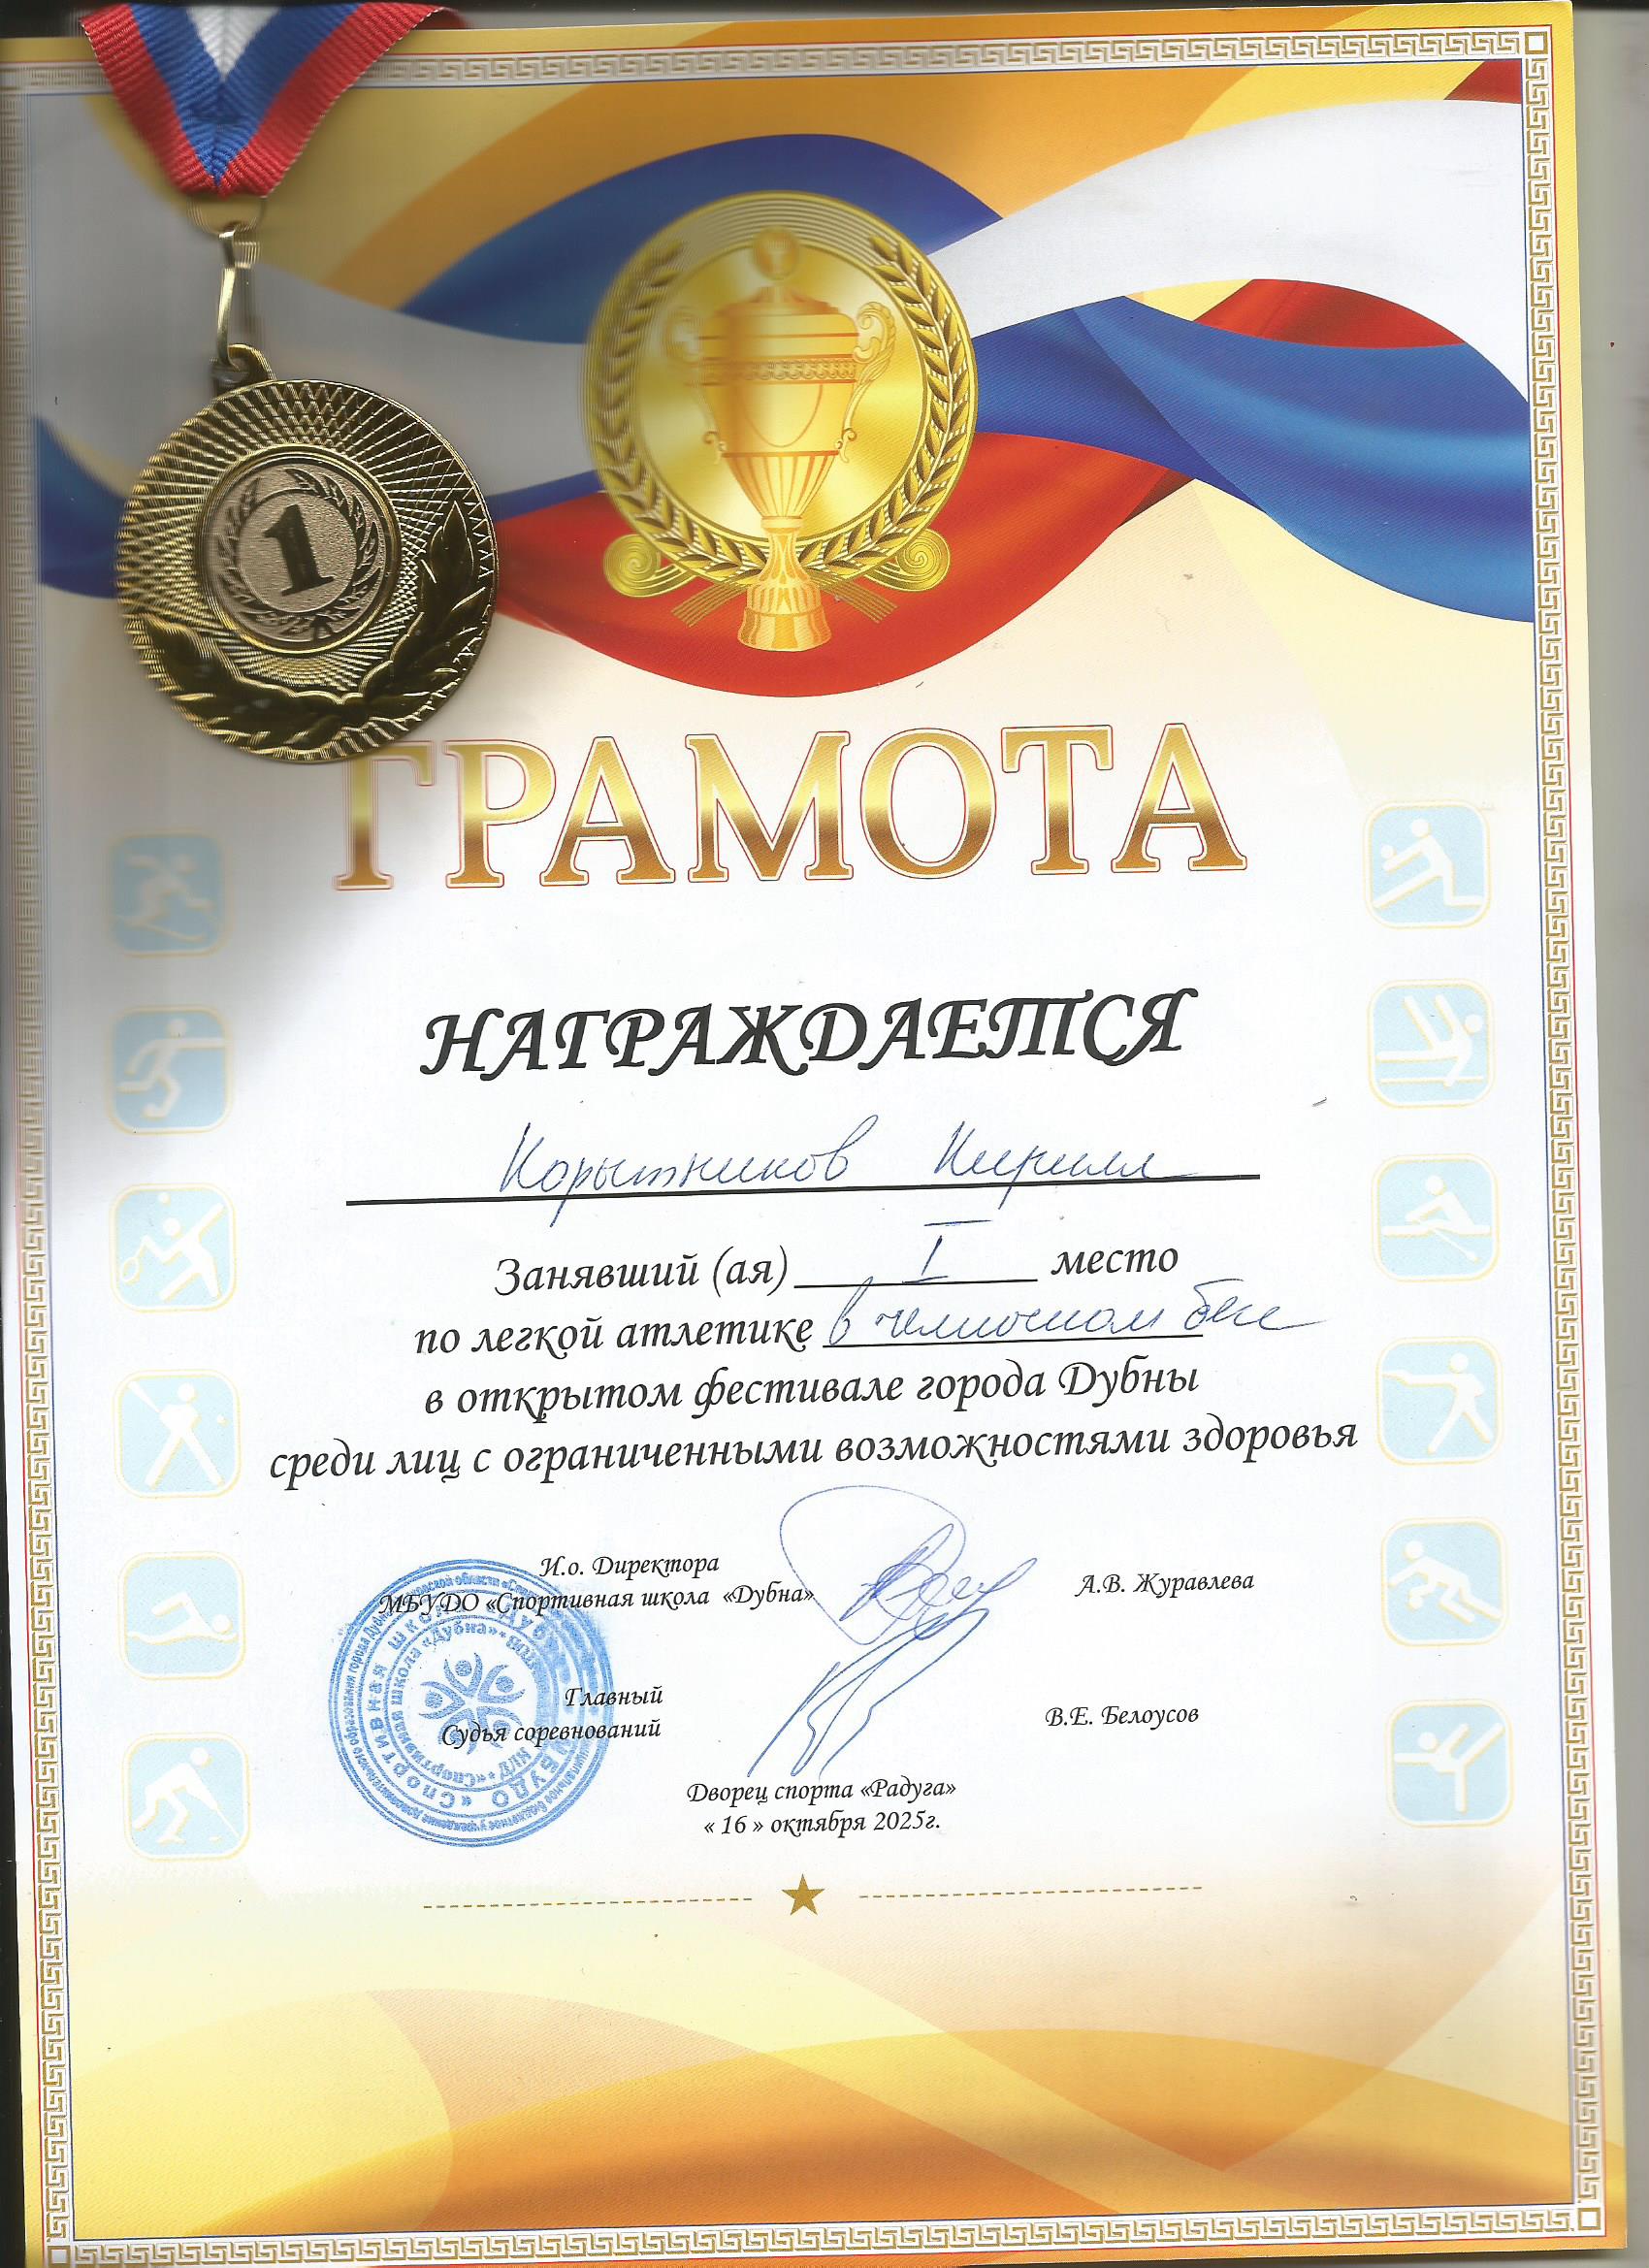 1
ГРАМОТА
НАГРАЖДАЕТСЯ
Корытников Кирилл
Занявший (ая) I место
по легкой атлетике в челночном беге
в открытом фестивале города Дубны
среди лиц с ограниченными возможностями здоровья
И.о. Директора
МБУДО «Спортивная школа «Дубна» А.В. Журавлева
Главный
Судья соревнований В.Е. Белоусов
Дворец спорта «Радуга»
« 16 » октября 2025г.